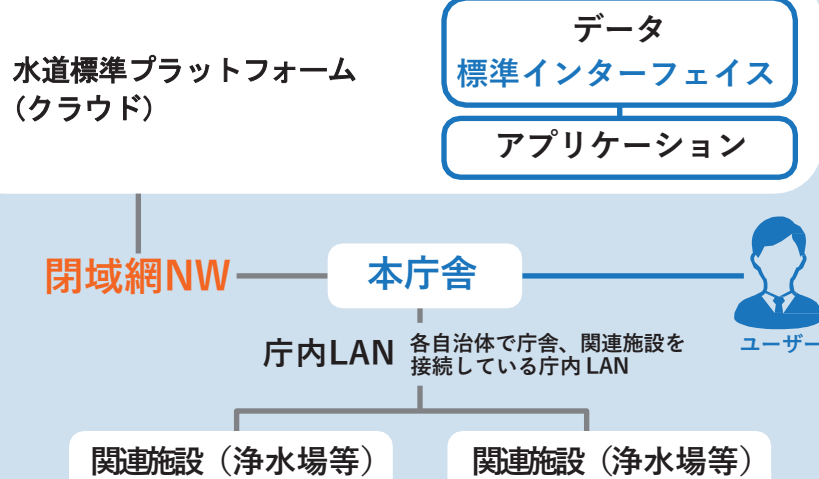 データ
標準インターフェイス
水道標準プラットフォーム
（クラウド）
アプリケーション
閉域網NW
本庁舎
ユーザー
庁内LAN
各自治体で庁舎、関連施設を
接続している庁内 LAN
関連施設（浄水場等）
関連施設（浄水場等）